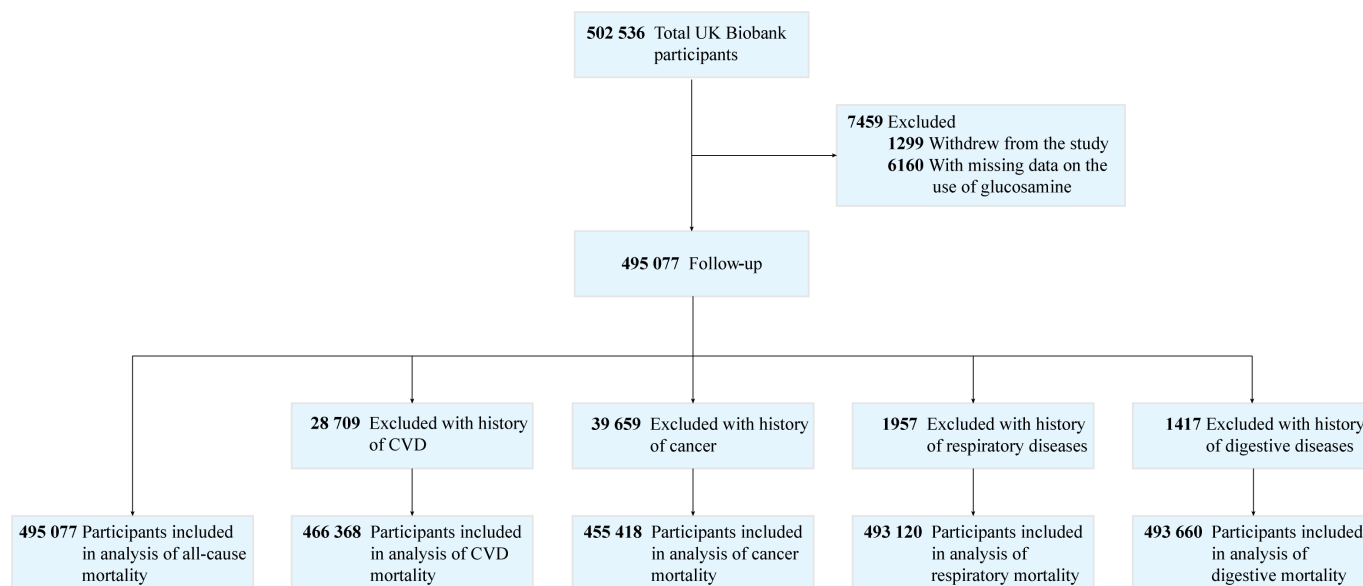 502 536 Total UK Biobank
participants
7459 Excluded
1299 Withdrew from the study
6160 With missing data on the
use of glucosamine
495 077 Follow-up
28 709 Excluded with history
of CVD
39 659 Excluded with history
of cancer
1957 Excluded with history
of respiratory diseases
1417 Excluded with history
of digestive diseases
495 077 Participants included
in analysis of all-cause
mortality
466 368 Participants included
in analysis of CVD
mortality
455 418 Participants included
in analysis of cancer
mortality
493 120 Participants included
in analysis of
respiratory mortality
493 660 Participants included
in analysis of
digestive mortality